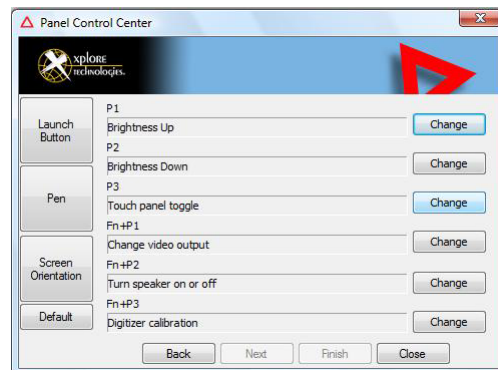 Panel Control Center
xplORE
TECHNOLOGIES.
Launch
Button
Pen
Screen
Orientation
Default
P1
Brightness Up
Change
P2
Brightness Down
Change
P3
Touch panel toggle
Change
Fn+P1
Change video output
Change
Fn+P2
Turn speaker on or off
Change
Fn+P3
Digitizer calibration
Change
Back
Next
Finish
Close